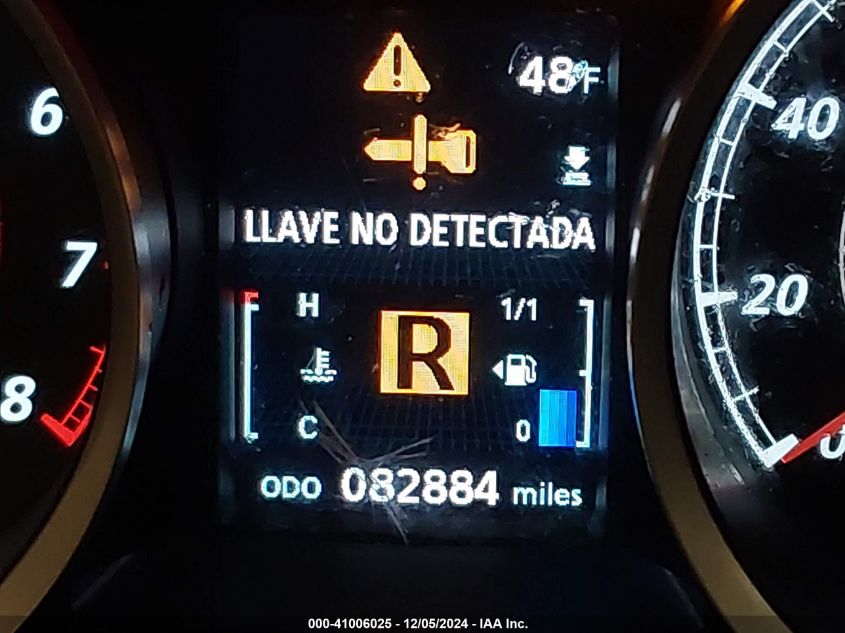 48°F
6
40
LLAVE NO DETECTADA
7
20
H
1/1
R
8
C
0
0
ODO 082884 miles
000-41006025 - 12/05/2024 - IAA Inc.